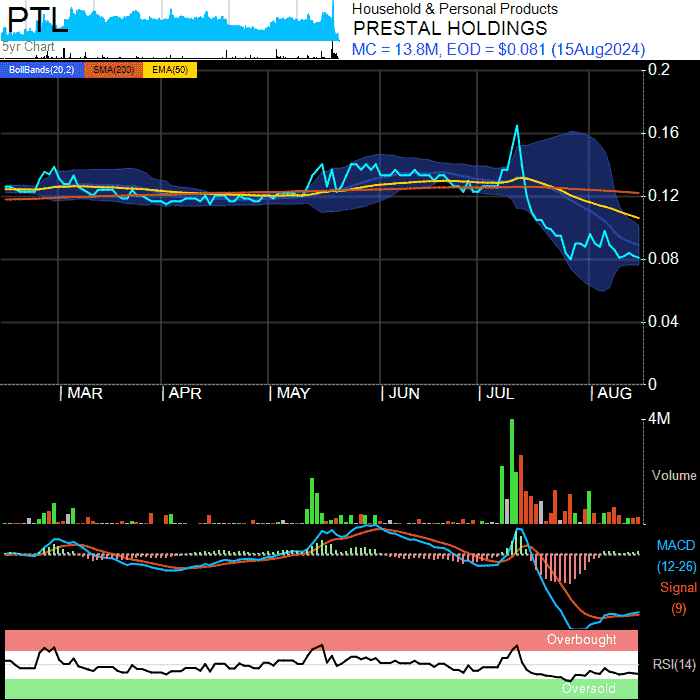 PTL
5yr Chart
Household & Personal Products
PRESTAL HOLDINGS
MC = 13.8M, EOD = $0.081 (15Aug2024)
BollBands(20,2) SMA(200) EMA(50)
0.2
0.16
0.12
0.08
0.04
0
MAR APR MAY JUN JUL AUG
4M
Volume
MACD
(12-26)
Signal
(9)
Overbought
RSI(14)
Oversold